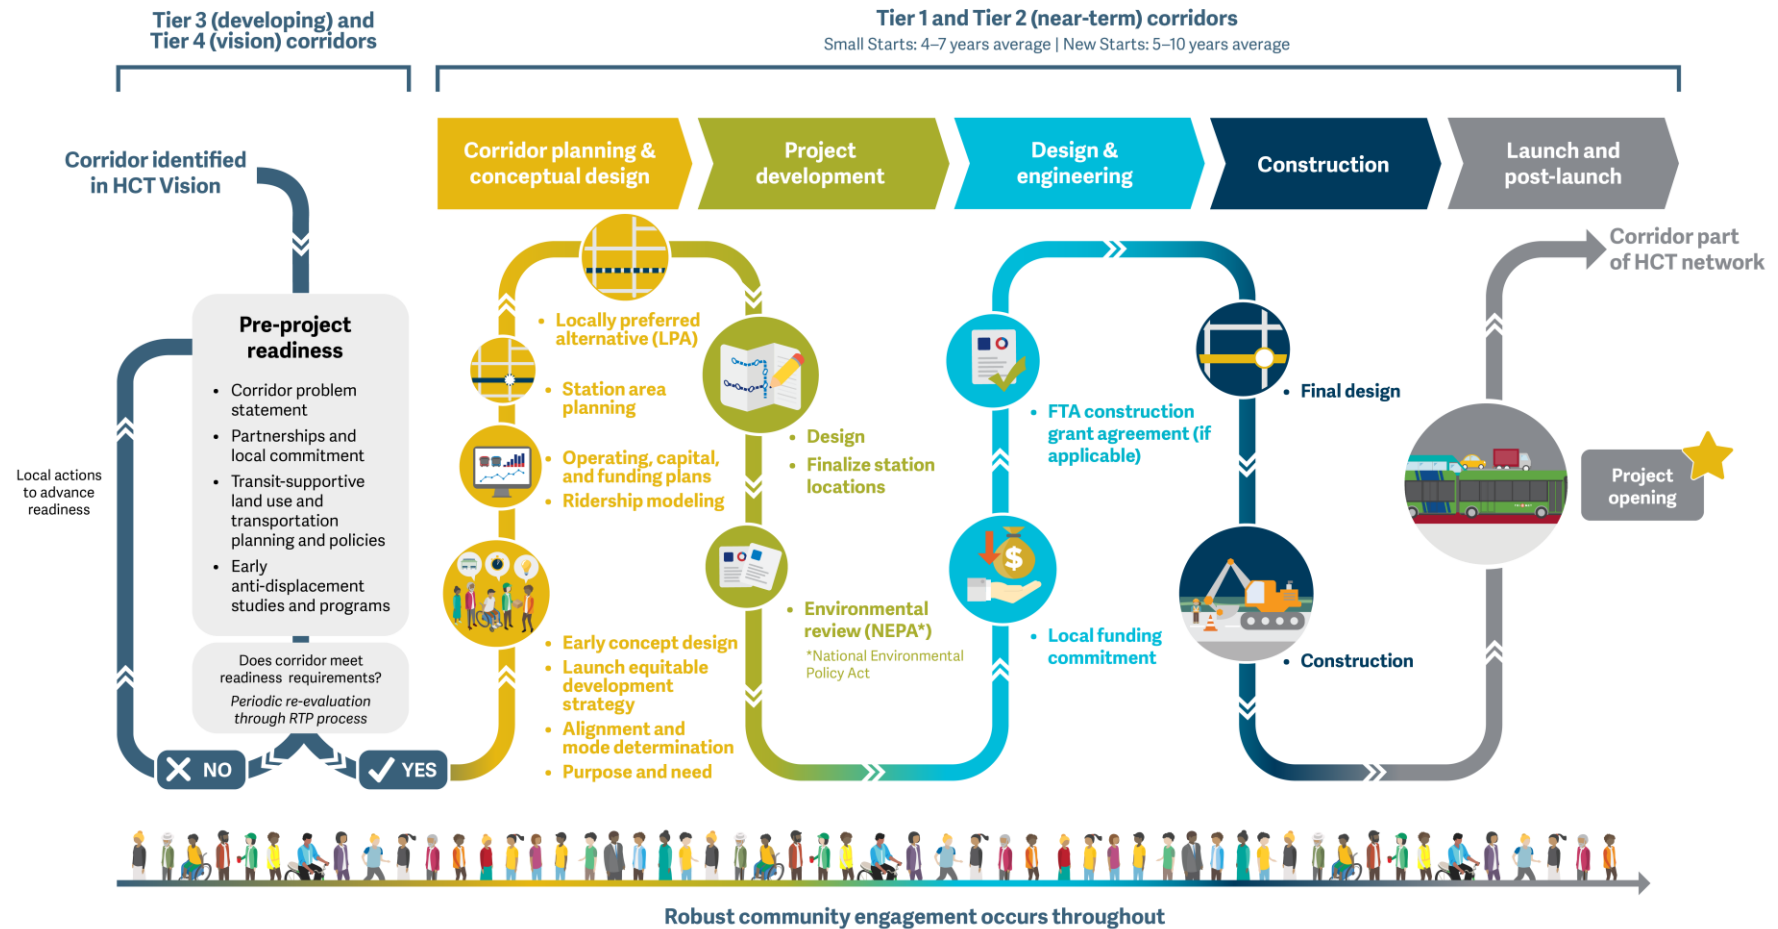 Tier 3 (developing) and
Tier 4 (vision) corridors
Tier 1 and Tier 2 (near-term) corridors
Small Starts: 4–7 years average | New Starts: 5–10 years average
Corridor identified
in HCT Vision
Pre-project
readiness
• Corridor problem
statement
• Partnerships and
local commitment
• Transit-supportive
land use and
transportation
planning and policies
• Early
anti-displacement
studies and programs
Local actions
to advance
readiness
Does corridor meet
readiness requirements?
Periodic re-evaluation
through RTP process
NO
YES
Corridor planning &
conceptual design
• Locally preferred
alternative (LPA)
• Station area
planning
• Operating, capital,
and funding plans
• Ridership modeling
• Early concept design
• Launch equitable
development
strategy
• Alignment and
mode determination
• Purpose and need
Project
development
• Design
• Finalize station
locations
• Environmental
review (NEPA*)
*National Environmental
Policy Act
Design &
engineering
• FTA construction
grant agreement (if
applicable)
$
• Local funding
commitment
Construction
• Final design
• Construction
Launch and
post-launch
Corridor part
of HCT network
Project
opening
Robust community engagement occurs throughout